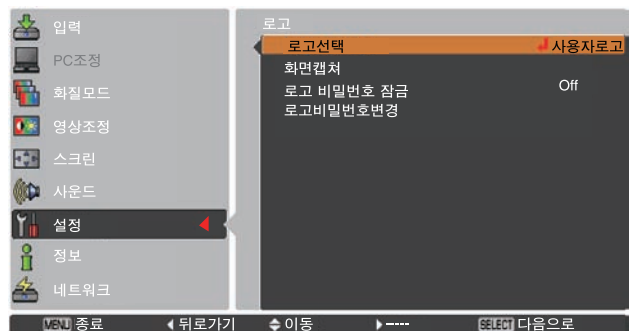 입력
PC조정
화질모드
영상조정
스크린
사운드
설정
정보
네트워크
로고
로고선택 사용자로고
화면캡쳐
로고 비밀번호 잠금 Off
로고비밀번호변경
MENU 종료 뒤로가기 이동 ---- SELECT 다음으로